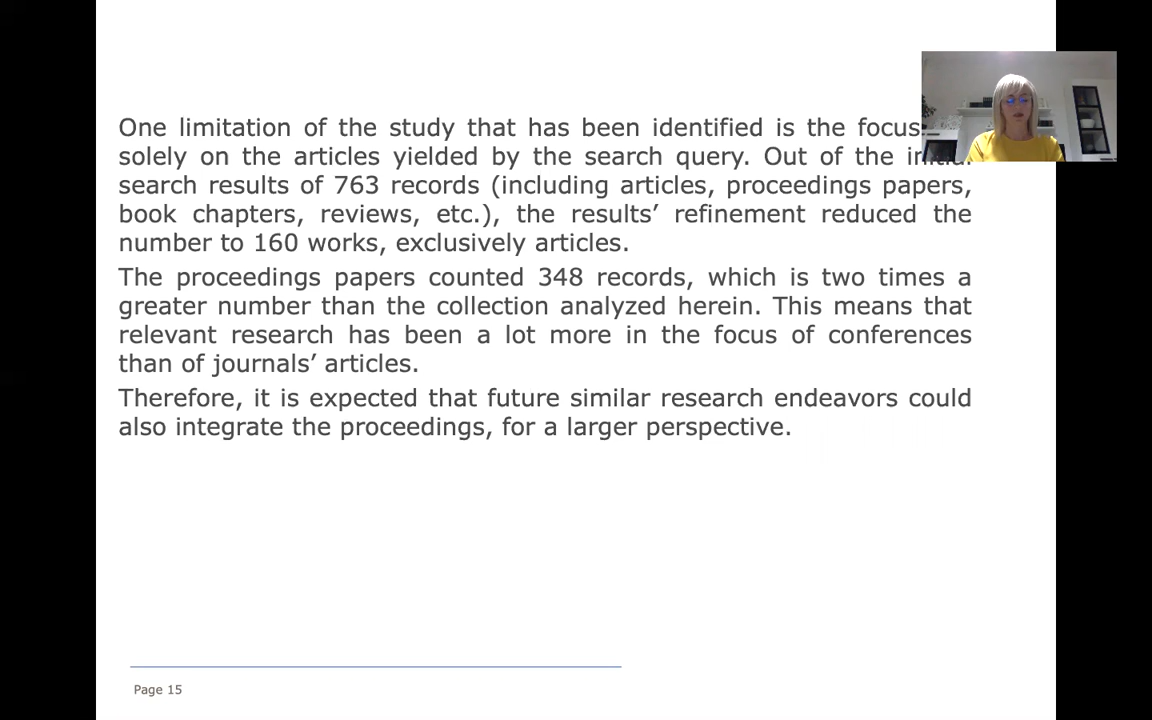 One limitation of the study that has been identified is the focus
solely on the articles yielded by the search query. Out of the
search results of 763 records (including articles, proceedings papers,
book chapters, reviews, etc.), the results’ refinement reduced the
number to 160 works, exclusively articles.
The proceedings papers counted 348 records, which is two times a
greater number than the collection analyzed herein. This means that
relevant research has been a lot more in the focus of conferences
than of journals’ articles.
Therefore, it is expected that future similar research endeavors could
also integrate the proceedings, for a larger perspective.
Page 15